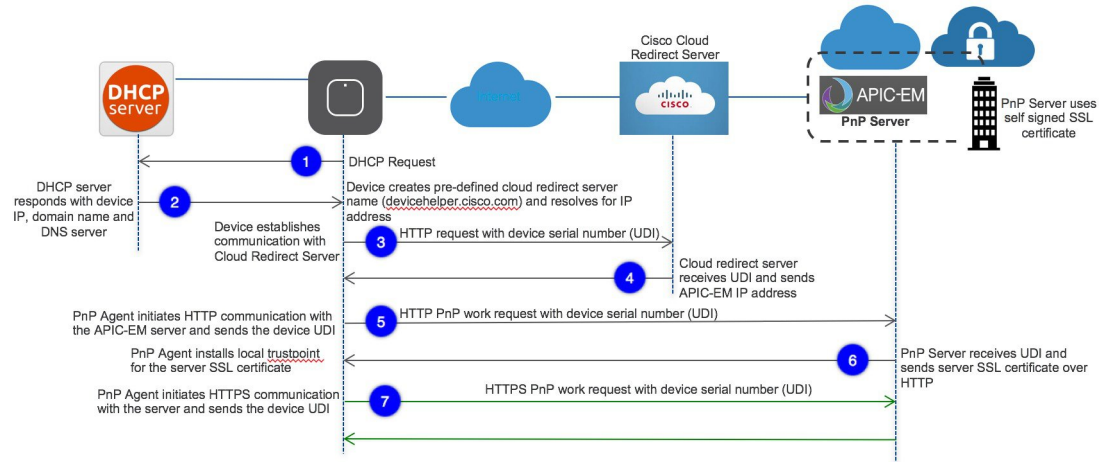 Cisco Cloud
Redirect Server
DHCP
server
Internet
CISCO
APIC-EM
PnP Server
PnP Server uses
self signed SSL
certificate
1
DHCP Request
DHCP server
responds with device
IP, domain name and
DNS server
2
Device creates pre-defined cloud redirect server
name (devicehelper.cisco.com) and resolves for IP
address
Device establishes
communication with
Cloud Redirect Server
3
HTTP request with device serial number (UDI)
4
Cloud redirect server
receives UDI and sends
APIC-EM IP address
PnP Agent initiates HTTP communication with
the APIC-EM server and sends the device UDI
5
HTTP PnP work request with device serial number (UDI)
PnP Agent installs local trustpoint
for the server SSL certificate
6
PnP Server receives UDI and
sends server SSL certificate over
HTTP
PnP Agent initiates HTTPS communication
with the server and sends the device UDI
7
HTTPS PnP work request with device serial number (UDI)